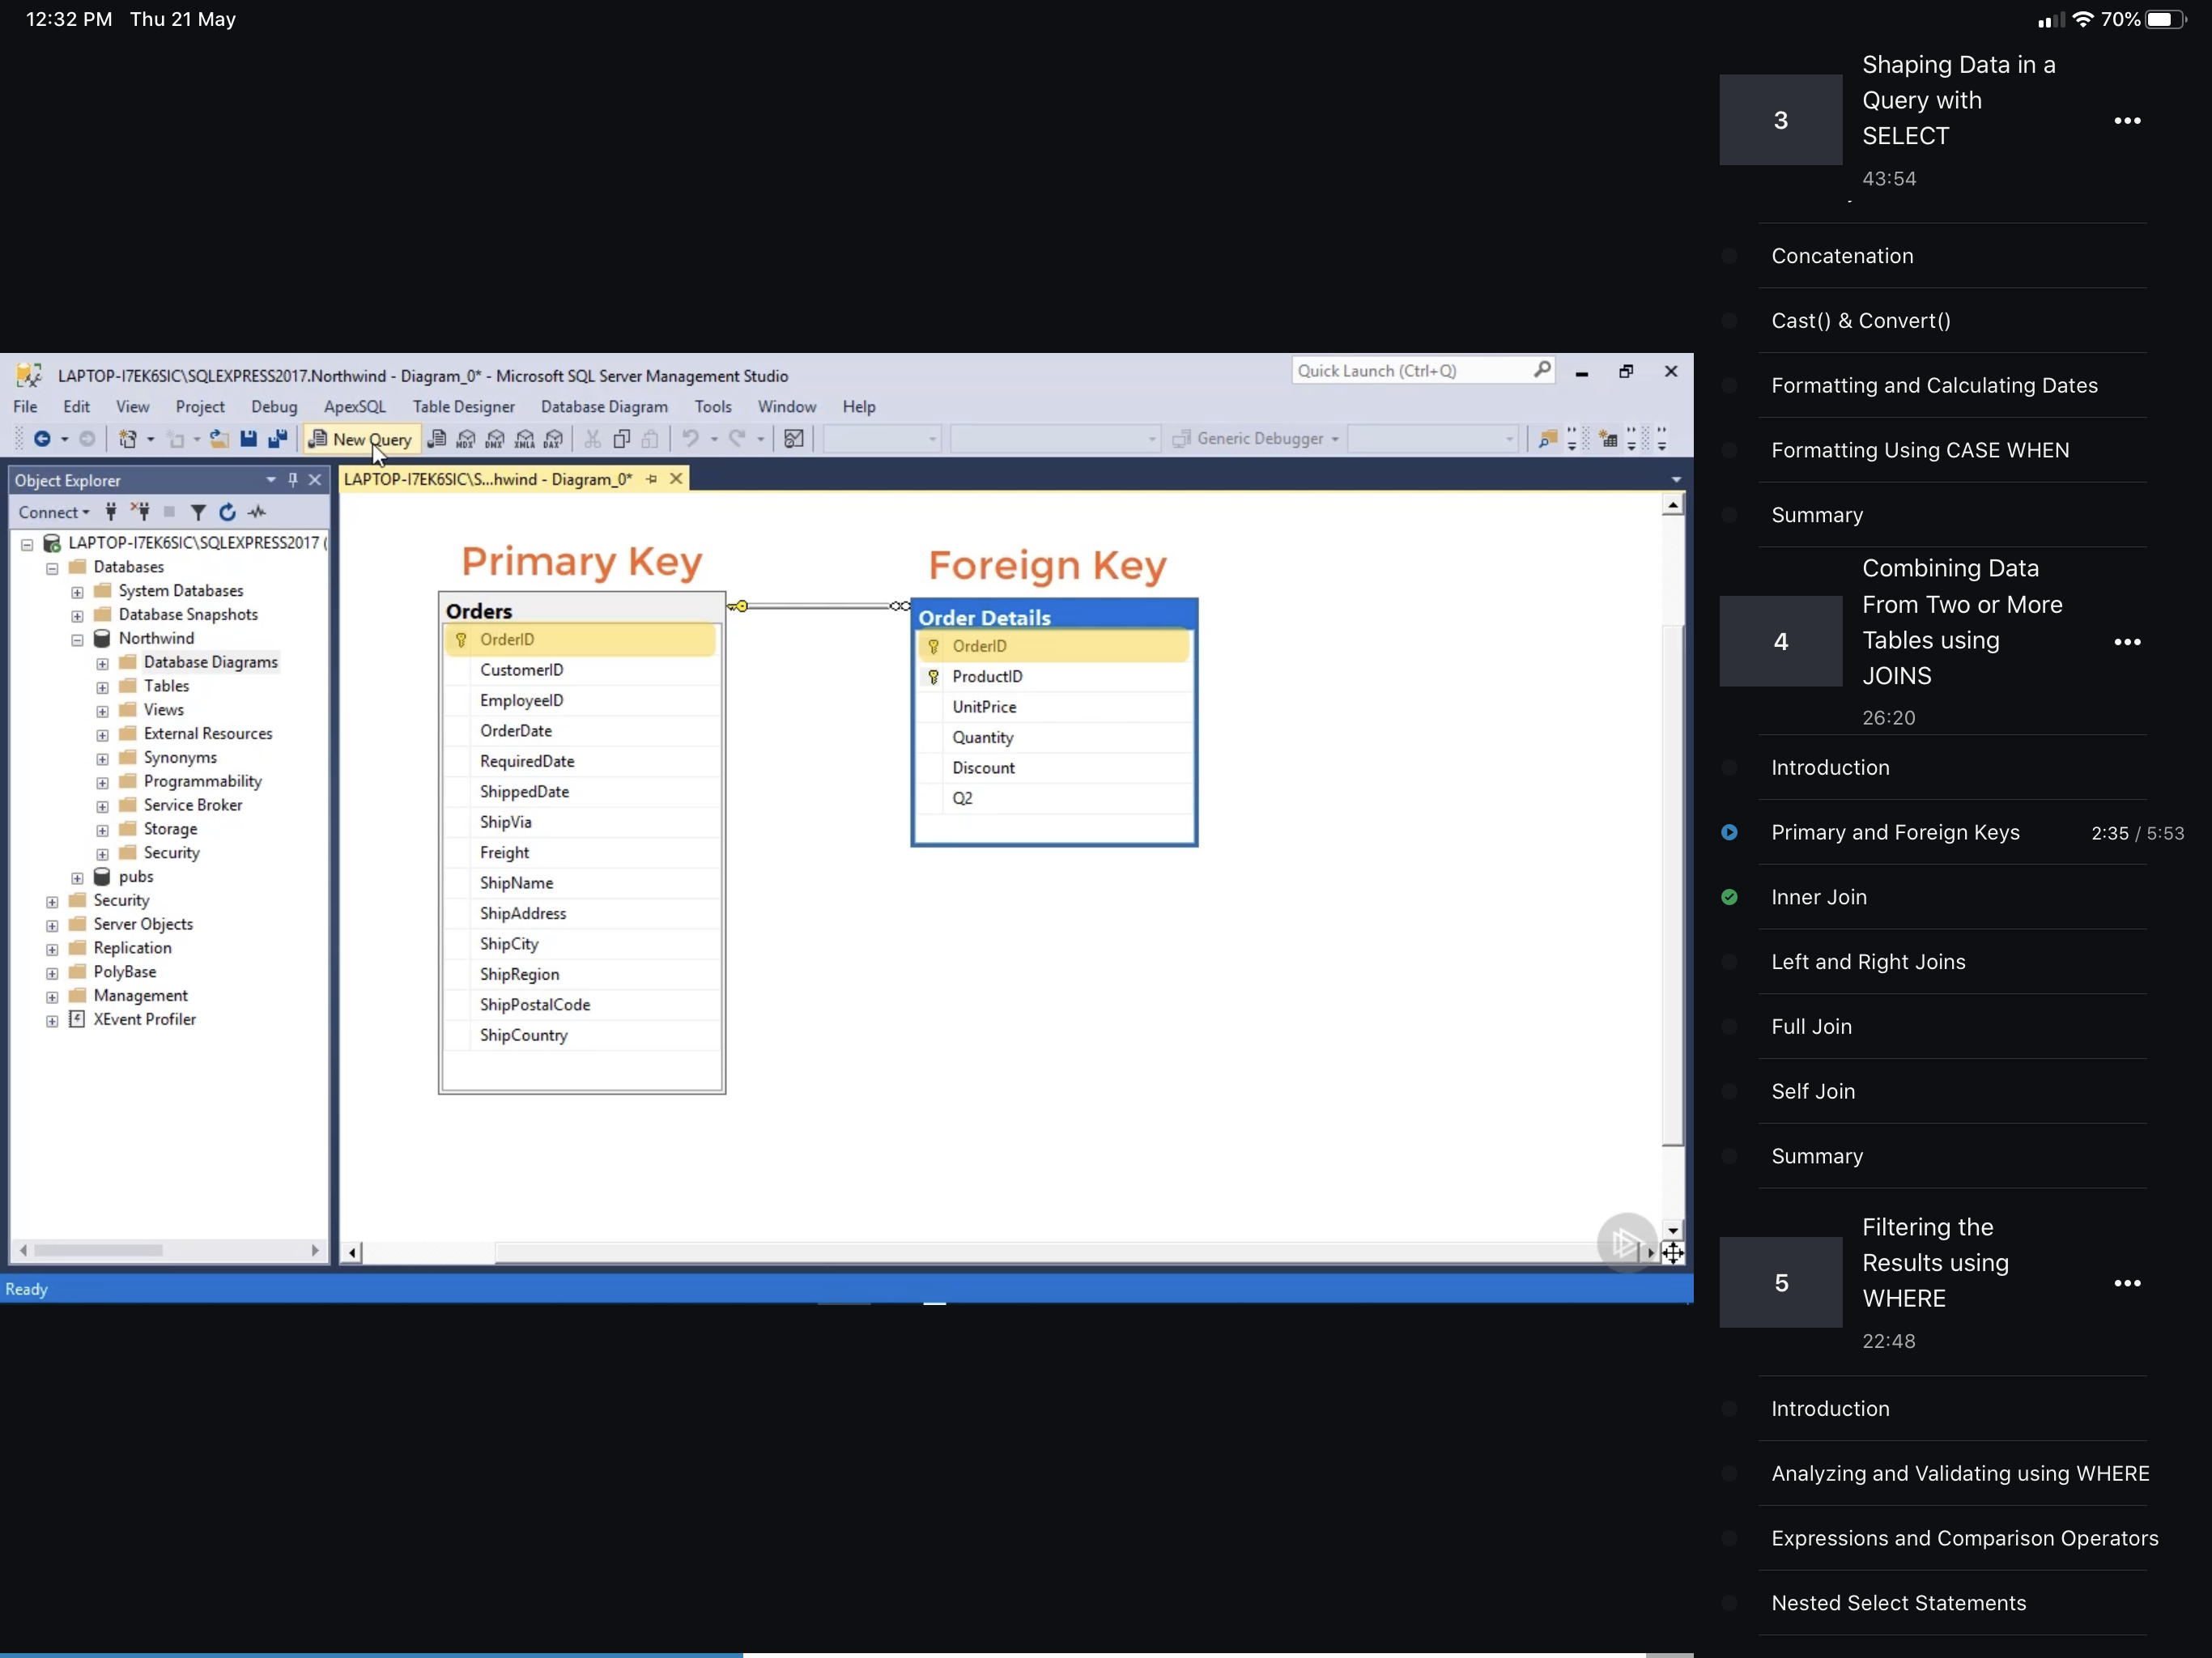 12:32 PM Thu 21 May
70%
LAPTOP-I7EK6SIC\SQLEXPRESS2017.Northwind - Diagram_0* - Microsoft SQL Server Management Studio
Quick Launch (Ctrl+Q)
File Edit View Project Debug ApexSQL Table Designer Database Diagram Tools Window Help
New Query
MDX DMX XMLA DAX
Generic Debugger
Object Explorer
Connect
LAPTOP-I7EK6SIC\SQLEXPRESS2017 (
Databases
System Databases
Database Snapshots
Northwind
Database Diagrams
Tables
Views
External Resources
Synonyms
Programmability
Service Broker
Storage
Security
pubs
Security
Server Objects
Replication
PolyBase
Management
XEvent Profiler
LAPTOP-I7EK6SIC\S...hwind - Diagram_0*
Primary Key
Orders
OrderID
CustomerID
EmployeeID
OrderDate
RequiredDate
ShippedDate
ShipVia
Freight
ShipName
ShipAddress
ShipCity
ShipRegion
ShipPostalCode
ShipCountry
Foreign Key
Order Details
OrderID
ProductID
UnitPrice
Quantity
Discount
Q2
Ready
3
Shaping Data in a
Query with
SELECT
43:54
Concatenation
Cast() & Convert()
Formatting and Calculating Dates
Formatting Using CASE WHEN
Summary
4
Combining Data
From Two or More
Tables using
JOINS
26:20
Introduction
Primary and Foreign Keys 2:35 / 5:53
Inner Join
Left and Right Joins
Full Join
Self Join
Summary
5
Filtering the
Results using
WHERE
22:48
Introduction
Analyzing and Validating using WHERE
Expressions and Comparison Operators
Nested Select Statements